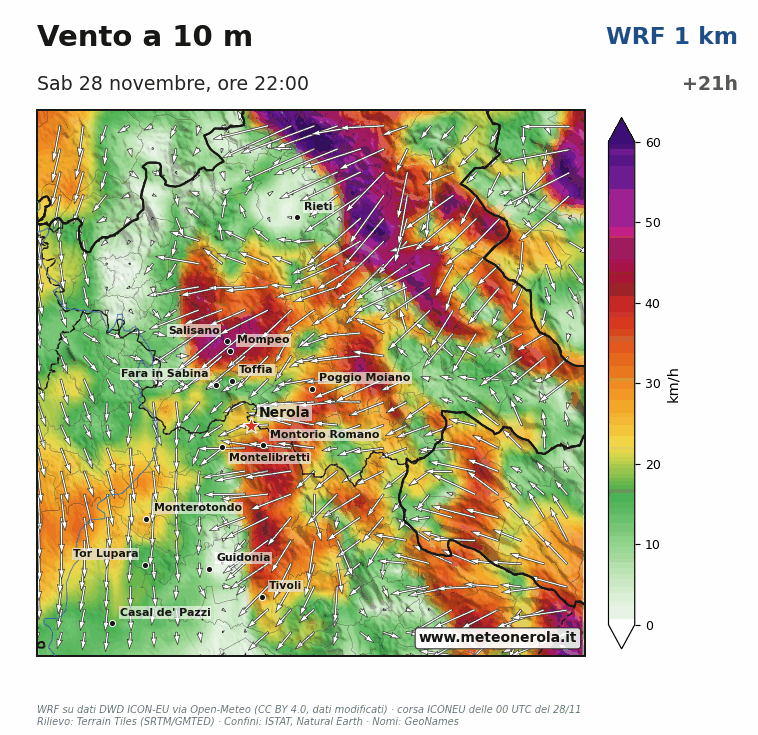 Vento a 10 m
WRF 1 km
Sab 28 novembre, ore 22:00
+21h
Rieti
Salisano
Mompeo
Fara in Sabina
Toffia
Poggio Moiano
Nerola
Montorio Romano
Montelibretti
Monterotondo
Tor Lupara
Guidonia
Tivoli
Casal de' Pazzi
www.meteonerola.it
60
50
40
30
20
10
0
km/h
WRF su dati DWD ICON-EU via Open-Meteo (CC BY 4.0, dati modificati) · corsa ICONEU delle 00 UTC del 28/11
Rilievo: Terrain Tiles (SRTM/GMTED) · Confini: ISTAT, Natural Earth · Nomi: GeoNames